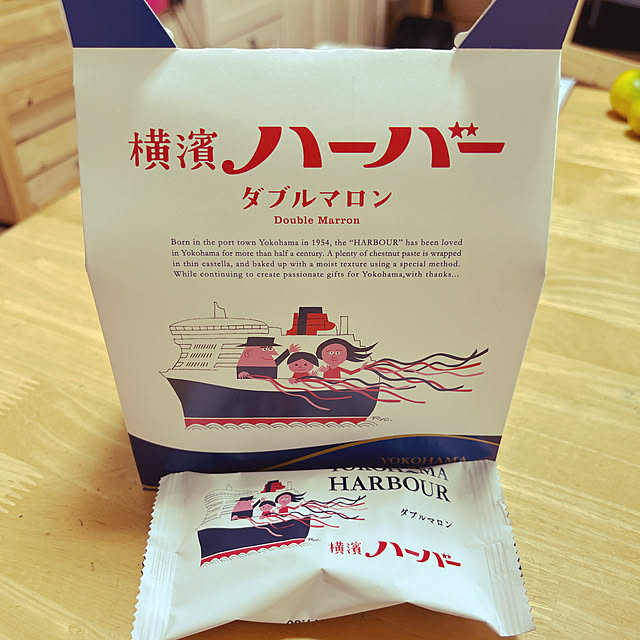 横濱ハーバー
ダブルマロン
Double Marron
Born in the port town Yokohama in 1954, the "HARBOUR" has been loved
in Yokohama for more than half a century. A plenty of chestnut paste is wrapped
in thin castella, and baked up with a moist texture using a special method.
While continuing to create passionate gifts for Yokohama,with thanks...
Ryo.
YOKOHAMA
YOKOHAMA
HARBOUR
ダブルマロン
横濱ハーバー